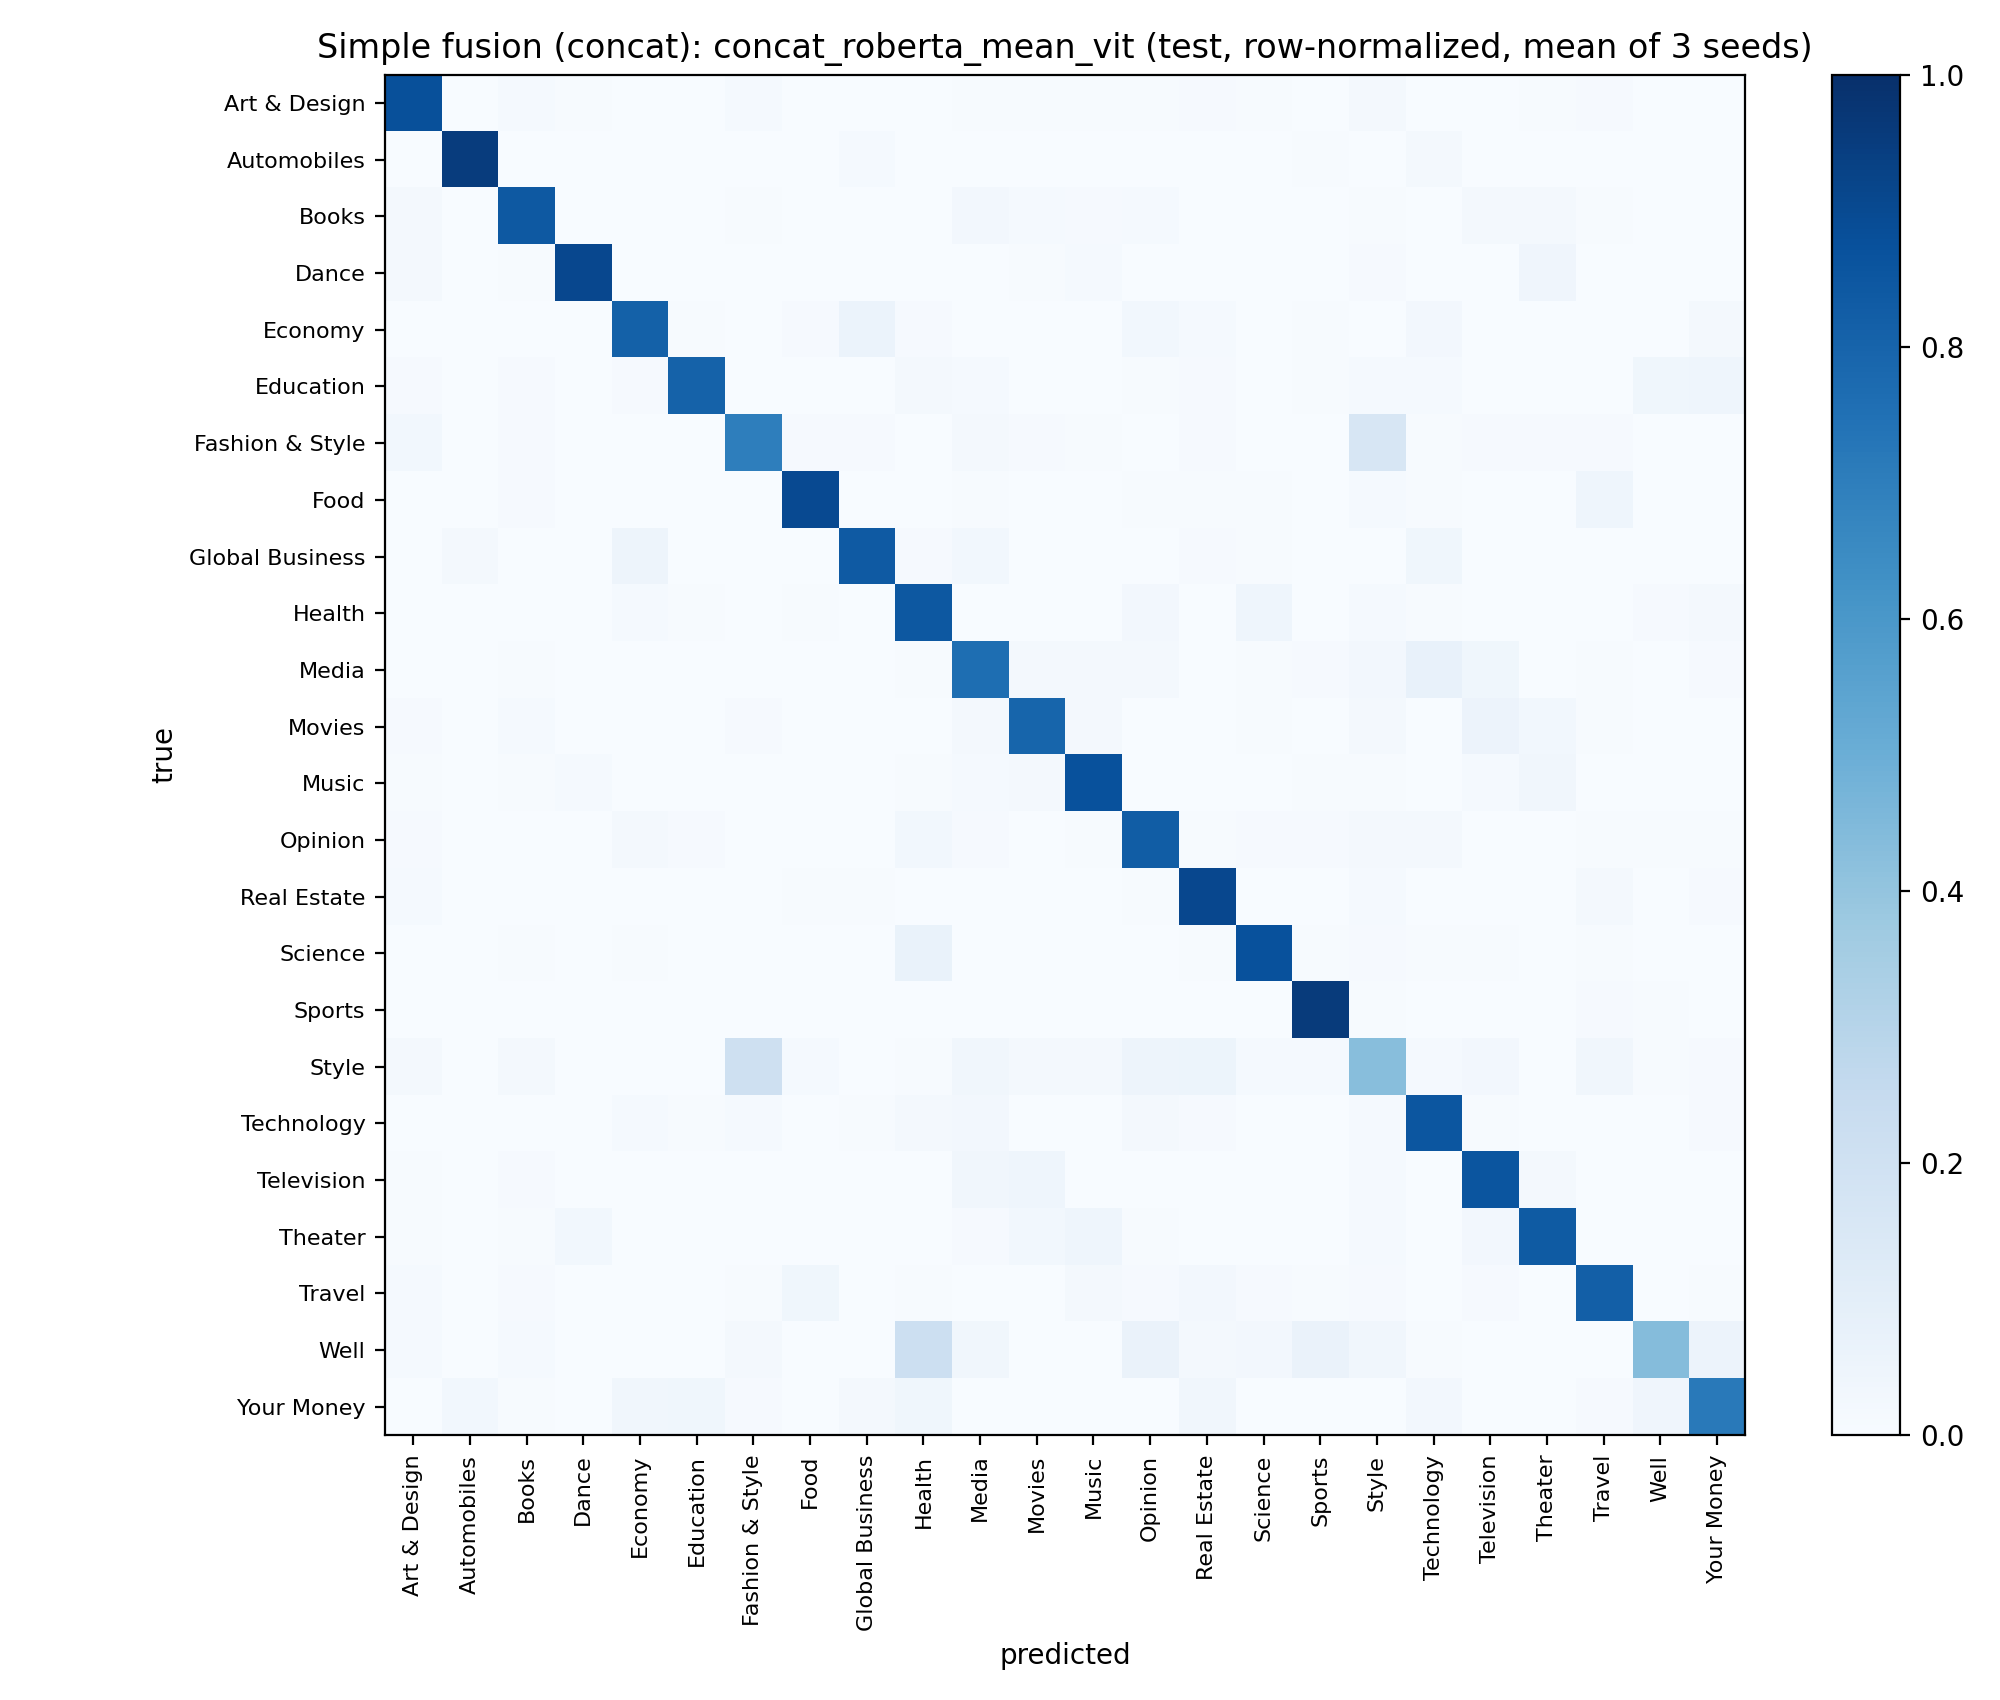 Simple fusion (concat): concat_roberta_mean_vit (test, row-normalized, mean of 3 seeds)
Art & Design
Automobiles
Books
Dance
Economy
Education
Fashion & Style
Food
Global Business
Health
Media
Movies
Music
Opinion
Real Estate
Science
Sports
Style
Technology
Television
Theater
Travel
Well
Your Money
true
Art & Design
Automobiles
Books
Dance
Economy
Education
Fashion & Style
Food
Global Business
Health
Media
Movies
Music
Opinion
Real Estate
Science
Sports
Style
Technology
Television
Theater
Travel
Well
Your Money
predicted
1.0
0.8
0.6
0.4
0.2
0.0